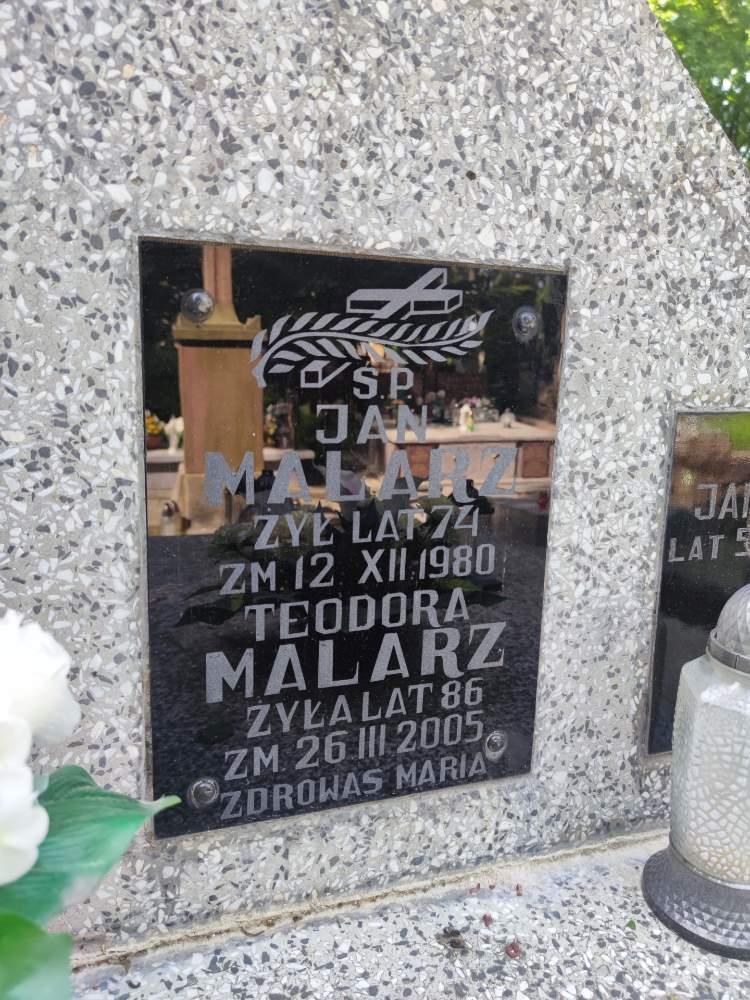 Ś.P.
JAN
MALARZ
ŻYŁ LAT 74
ZM 12 XII 1980
TEODORA
MALARZ
ŻYŁA LAT 86
ZM 26 III 2005
ZDROWAŚ MARIA
LAT